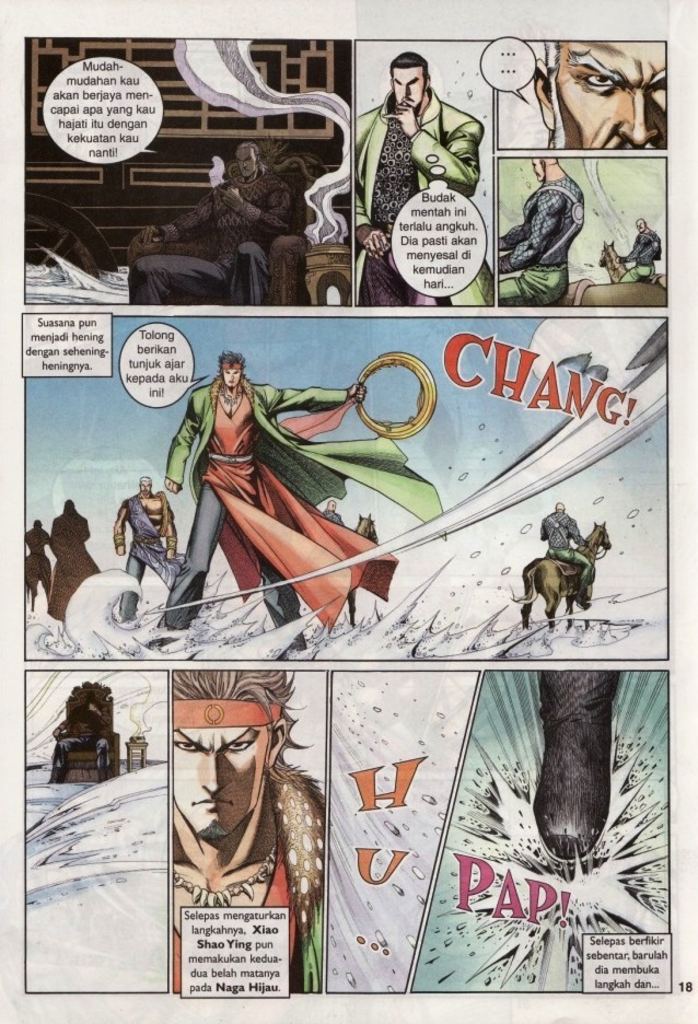 Mudah-
mudahan kau
akan berjaya men-
capai apa yang kau
hajati itu dengan
kekuatan kau
nanti!
Budak
mentah ini
terlalu angkuh.
Dia pasti akan
menyesal di
kemudian
hari...
...
...
Suasana pun
menjadi hening
dengan sehening-
heningnya.
Tolong
berikan
tunjuk ajar
kepada aku!
CHANG!
Selepas mengaturkan
langkahnya, Xiao
Shao Ying pun
memakukan kedua-
dua belah matanya
pada Naga Hijau.
HU...
PAP!
Selepas berfikir
sebentar, barulah
dia membuka
langkah dan...
18